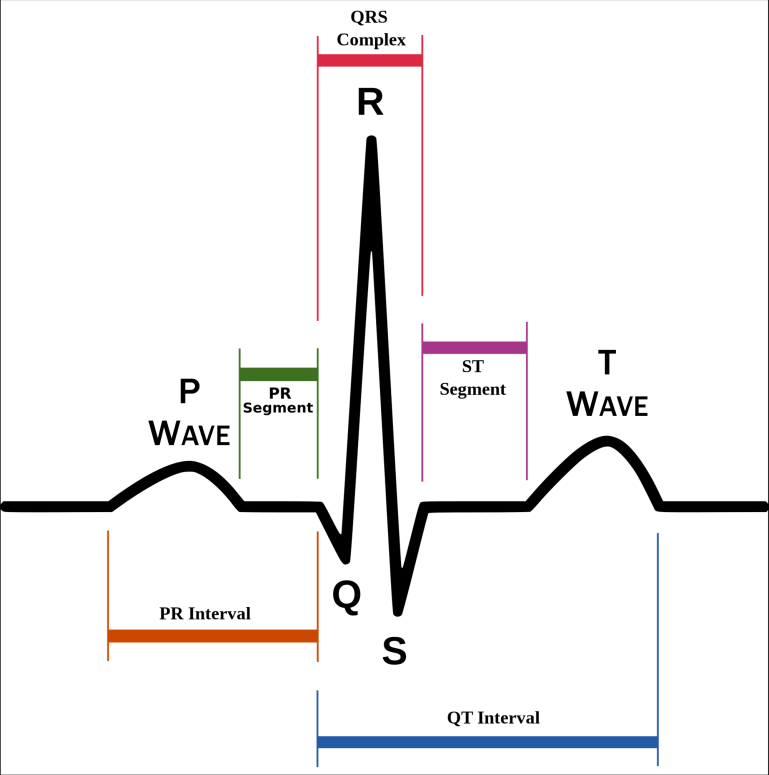 QRS
Complex
R
T
WAVE
ST
Segment
P
WAVE
PR
Segment
Q
PR Interval
S
QT Interval